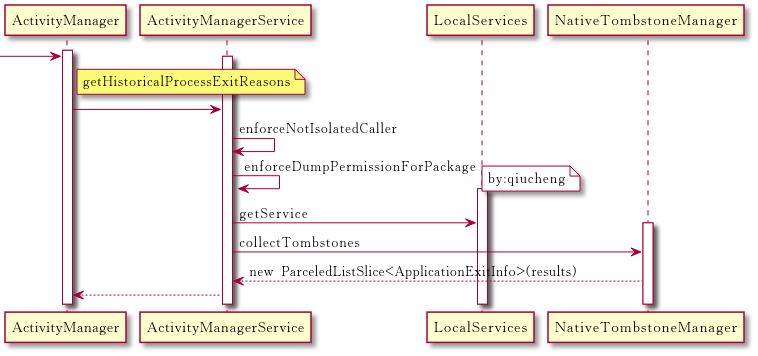 ActivityManager
ActivityManagerService
LocalServices
NativeTombstoneManager
getHistoricalProcessExitReasons
enforceNotIsolatedCaller
enforceDumpPermissionForPackage
by:qiucheng
getService
collectTombstones
new ParceledListSlice<ApplicationExitInfo>(results)
ActivityManager
ActivityManagerService
LocalServices
NativeTombstoneManager